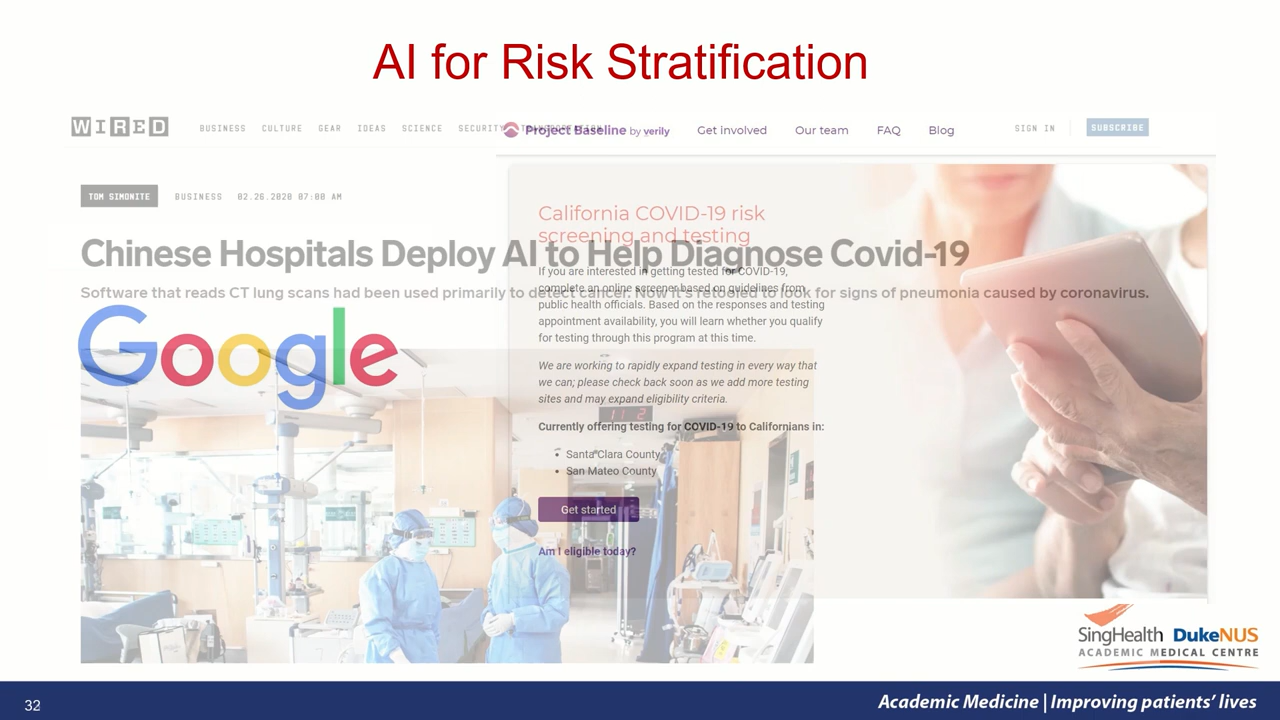 AI for Risk Stratification
WIRED
BUSINESS CULTURE GEAR IDEAS SCIENCE SECURITY
Project Baseline by verily Get involved Our team FAQ Blog
SIGN IN SUBSCRIBE
TOM SIMONITE BUSINESS 02.26.2020 07:00 AM
California COVID-19 risk
screening and testing
Chinese Hospitals Deploy AI to Help Diagnose Covid-19
Software that reads CT lung scans had been used primarily to detect cancer. Now it's retooled to look for signs of pneumonia caused by coronavirus.
If you are interested in getting tested for COVID-19,
complete an online screener based on guidelines from
public health officials. Based on the responses and testing
appointment availability, you will learn whether you qualify
for testing through this program at this time.
Google
We are working to rapidly expand testing in every way that
we can; please check back soon as we add more testing
sites and may expand eligibility criteria.
11 2
Currently offering testing for COVID-19 to Californians in:
• Santa Clara County
• San Mateo County
Get started
Am I eligible today?
SingHealth DukeNUS
ACADEMIC MEDICAL CENTRE
32
Academic Medicine | Improving patients' lives